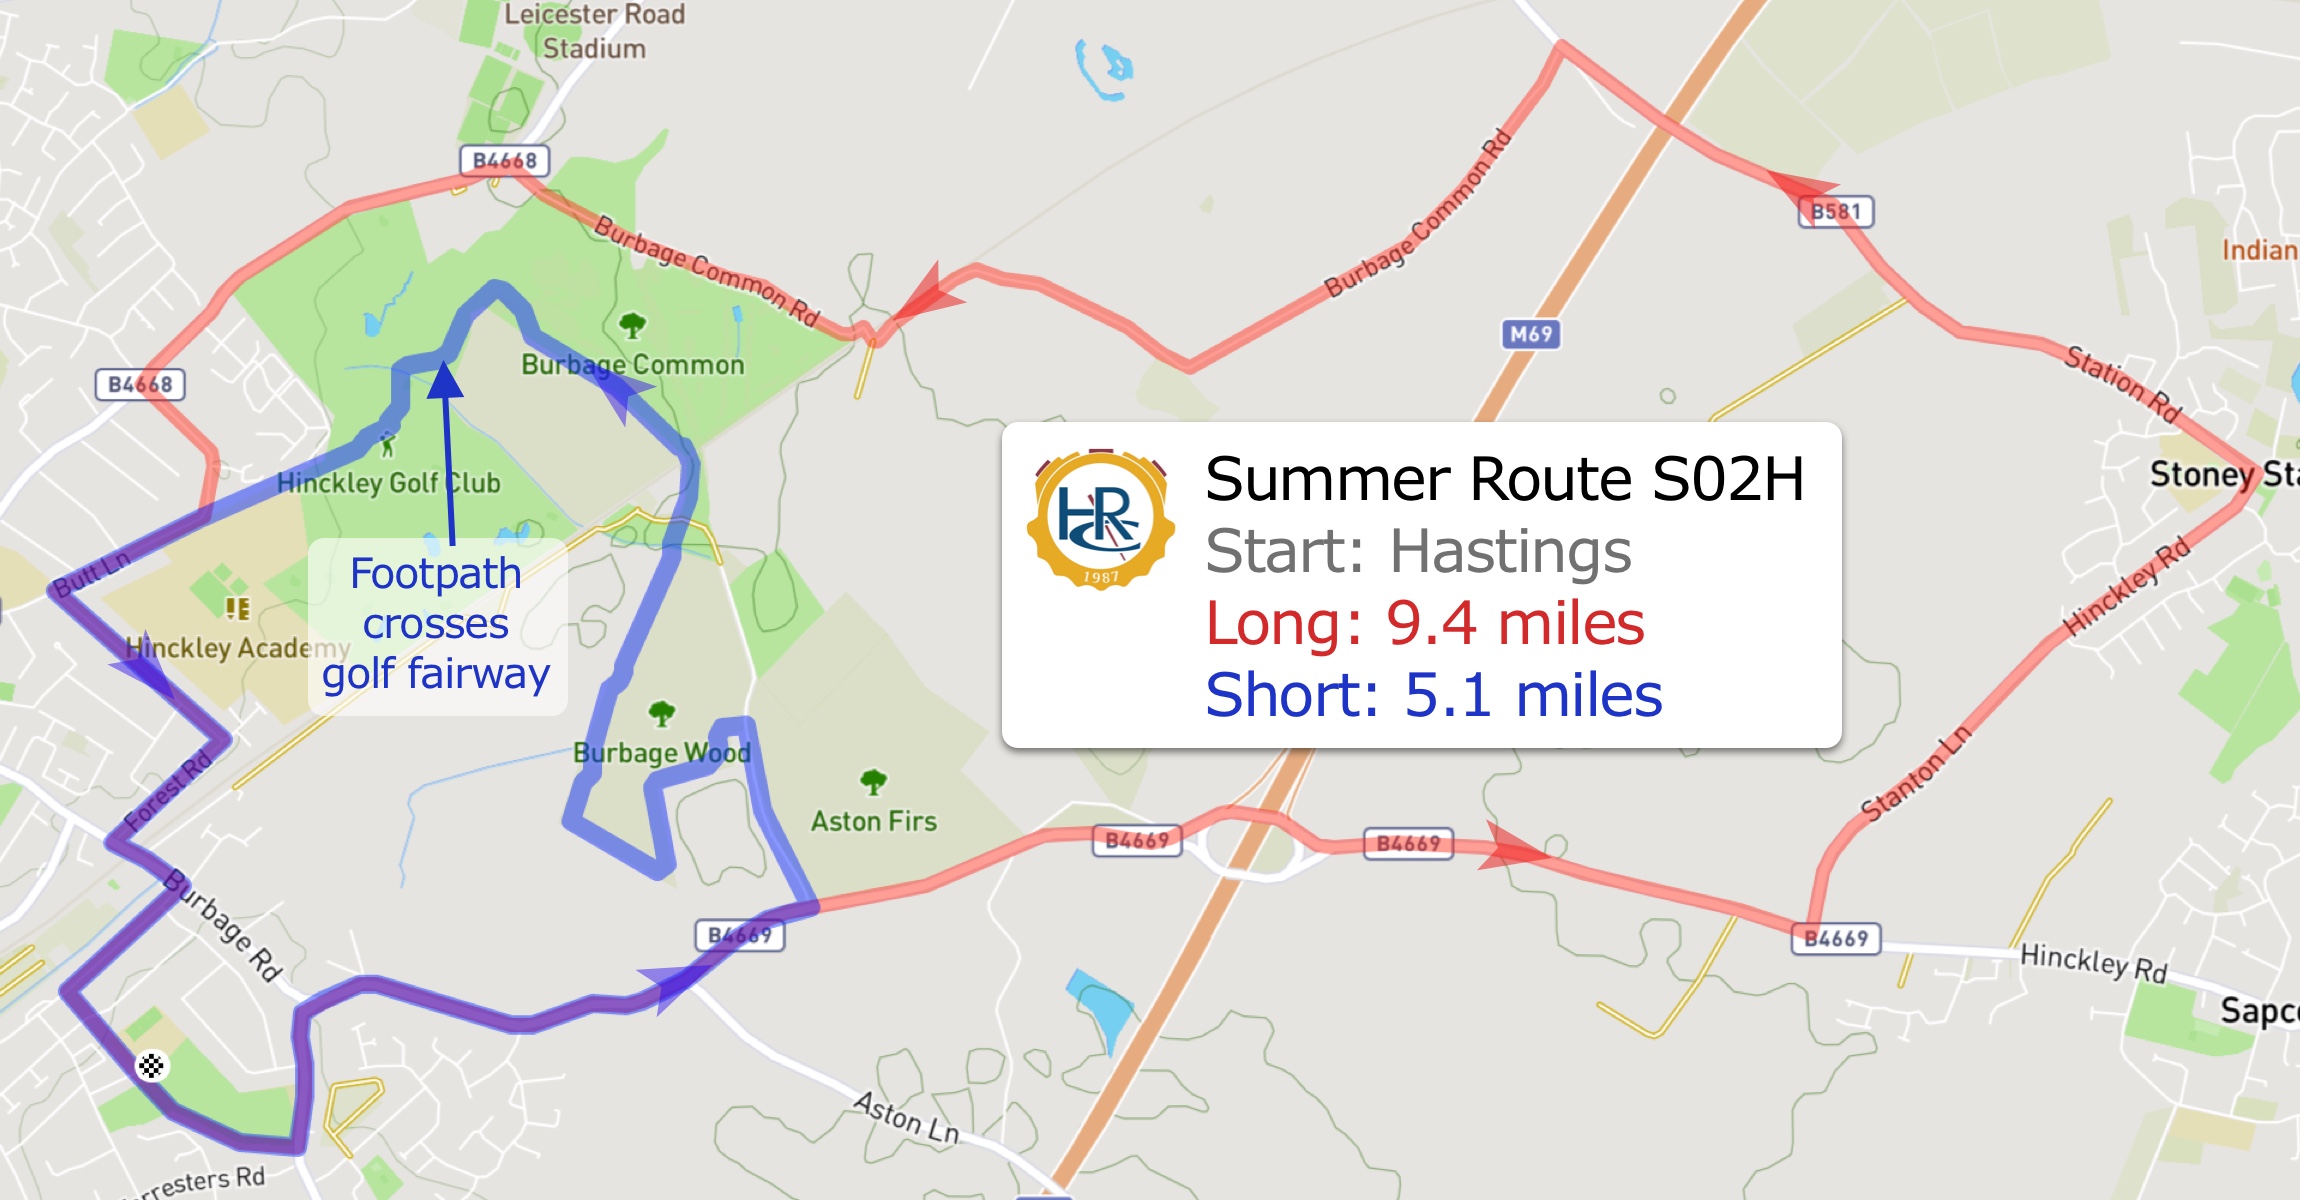 Leicester Road
Stadium
B4668
Burbage Common Rd
Burbage Common Rd
B581
Indian
M69
Station Rd
B4668
Burbage Common
Hinckley Golf Club
Stoney Sta
Summer Route S02H
Start: Hastings
Long: 9.4 miles
Short: 5.1 miles
HRC
1987
Butt Ln
Footpath
crosses
golf fairway
Hinckley Rd
Hinckley Academy
Forest Rd
Burbage Wood
Aston Firs
Stanton Ln
B4669
B4669
Burbage Rd
B4669
B4669
Hinckley Rd
Sapco
Aston Ln
rresters Rd